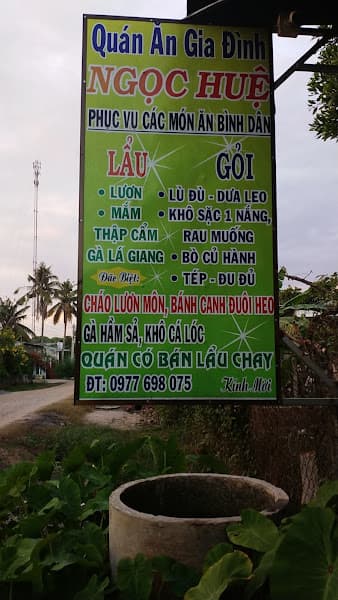 Quán Ăn Gia Đình
NGỌC HUỆ
PHỤC VỤ CÁC MÓN ĂN BÌNH DÂN
LẨU
• LƯƠN
• MẮM
THẬP CẨM
GÀ LÁ GIANG
GỎI
• LÙ ĐÙ - DƯA LEO
• KHÔ SẶC 1 NẮNG,
RAU MUỐNG
• BÒ CỦ HÀNH
• TÉP - ĐU ĐỦ
Đặc Biệt:
CHÁO LƯƠN MÔN, BÁNH CANH ĐUÔI HEO
GÀ HẦM SẢ, KHÔ CÁ LÓC
QUÁN CÓ BÁN LẨU CHAY
ĐT: 0977 698 075
Kính Mời